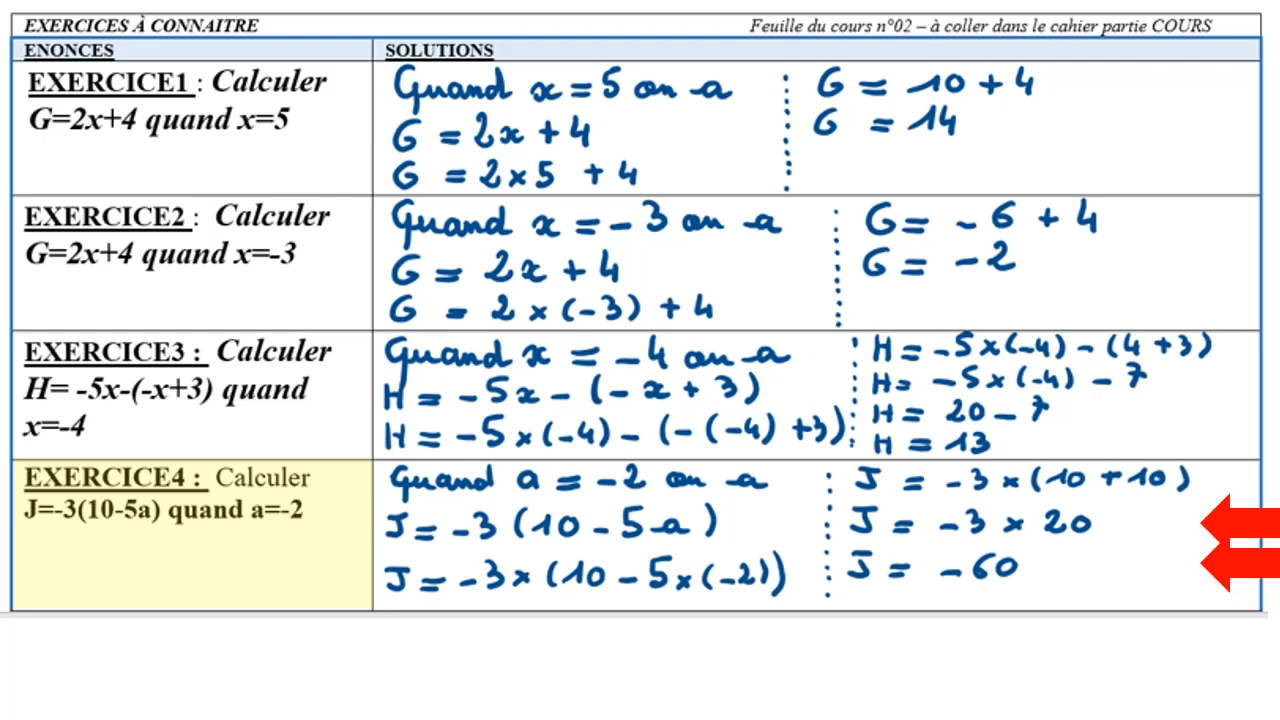 EXERCICES À CONNAITRE
Feuille du cours n°02 – à coller dans le cahier partie COURS
ENONCES
SOLUTIONS
EXERCICE1 : Calculer
G=2x+4 quand x=5
Quand x = 5 on a
G = 2x + 4
G = 2 × 5 + 4
G = 10 + 4
G = 14
EXERCICE2 : Calculer
G=2x+4 quand x=-3
Quand x = - 3 on a
G = 2x + 4
G = 2 × (-3) + 4
G = - 6 + 4
G = - 2
EXERCICE3 : Calculer
H= -5x-(-x+3) quand
x=-4
Quand x = - 4 on a
H = - 5x - (- x + 3)
H = - 5 × (-4) - (- (-4) + 3)
H = - 5 × (-4) - (4 + 3)
H = - 5 × (-4) - 7
H = 20 - 7
H = 13
EXERCICE4 : Calculer
J=-3(10-5a) quand a=-2
Quand a = - 2 on a
J = - 3 (10 - 5a)
J = - 3 × (10 - 5 × (-2))
J = - 3 × (10 + 10)
J = - 3 × 20
J = - 60